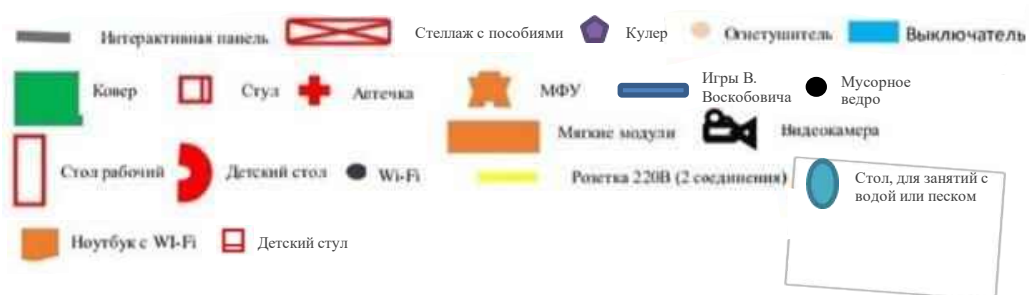 Интерактивная панель
Стеллаж с пособиями
Кулер
Огнетушитель
Выключатель
Ковер
Стул
Аптечка
МФУ
Игры В.
Воскобовича
Мусорное
ведро
Мягкие модули
Видеокамера
Стол рабочий
Детский стол
Wi-Fi
Розетка 220В (2 соединения)
Стол, для занятий с
водой или песком
Ноутбук с WI-Fi
Детский стул